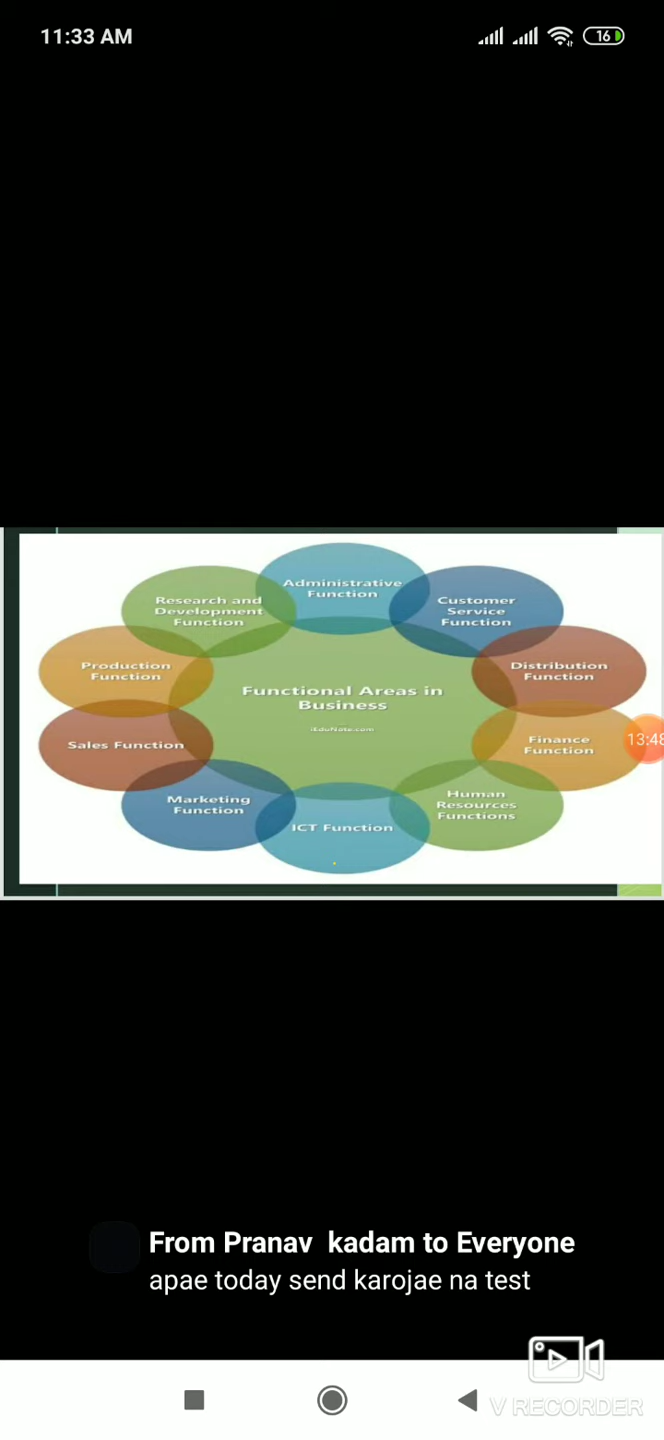 11:33 AM
16
Administrative
Function
Research and
Development
Function
Customer
Service
Function
Production
Function
Distribution
Function
Functional Areas in
Business
iEduNote.com
Sales Function
Finance
Function
13:48
Marketing
Function
ICT Function
Human
Resources
Functions
From Pranav kadam to Everyone
apae today send karojae na test
V RECORDER